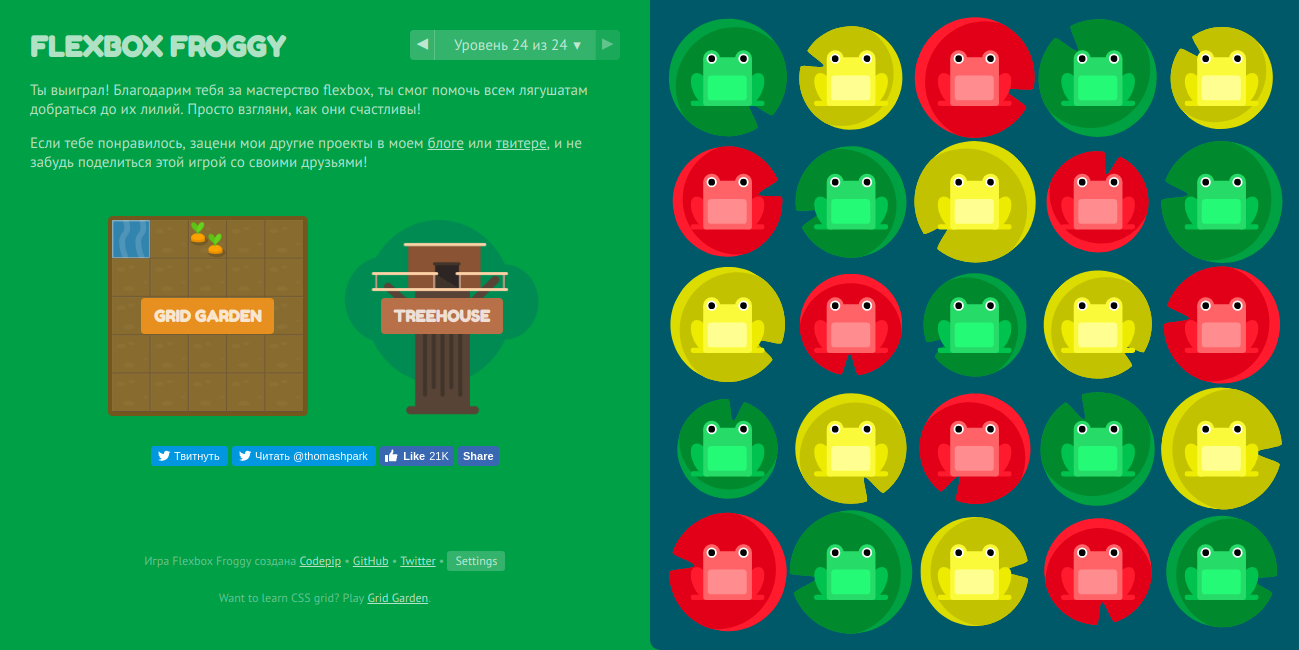 FLEXBOX FROGGY
◀ Уровень 24 из 24 ▼ ▶
Ты выиграл! Благодарим тебя за мастерство flexbox, ты смог помочь всем лягушатам
добраться до их лилий. Просто взгляни, как они счастливы!
Если тебе понравилось, зацени мои другие проекты в моем блоге или твитере, и не
забудь поделиться этой игрой со своими друзьями!
GRID GARDEN
TREEHOUSE
Твитнуть Читать @thomashpark Like 21K Share
Игра Flexbox Froggy создана Codepip • GitHub • Twitter • Settings
Want to learn CSS grid? Play Grid Garden.